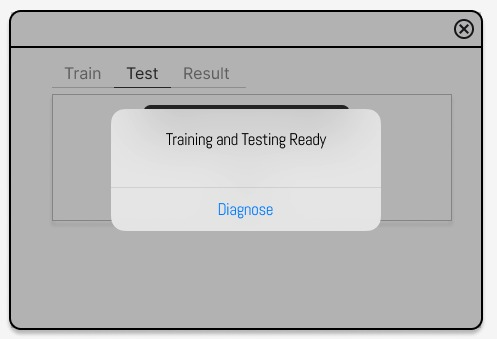 Train Test Result
Training and Testing Ready
Diagnose